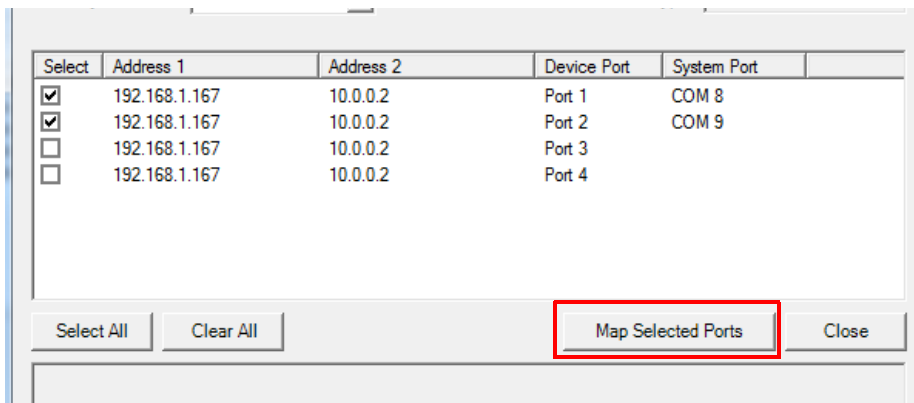 Select Address 1 Address 2 Device Port System Port
192.168.1.167 10.0.0.2 Port 1 COM 8
192.168.1.167 10.0.0.2 Port 2 COM 9
192.168.1.167 10.0.0.2 Port 3
192.168.1.167 10.0.0.2 Port 4
Select All Clear All Map Selected Ports Close